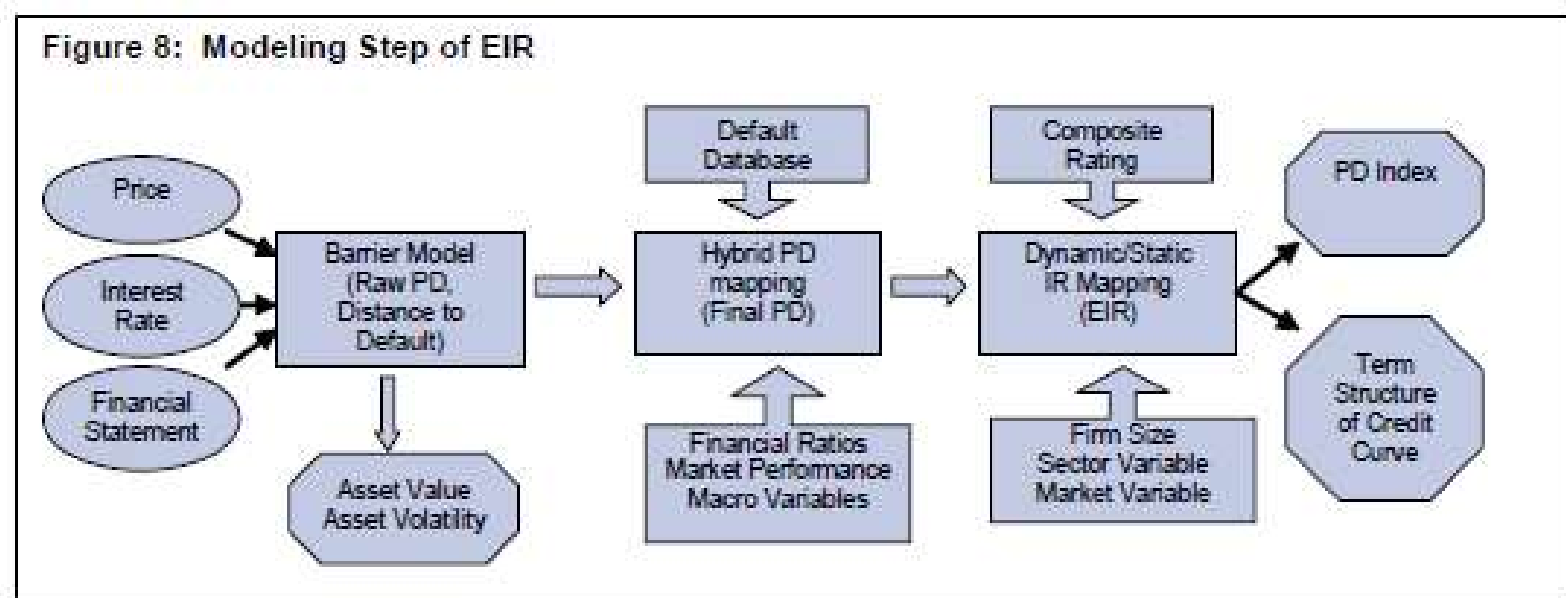 Figure 8: Modeling Step of EIR
Price
Interest
Rate
Financial
Statement
Barrier Model
(Raw PD,
Distance to
Default)
Asset Value
Asset Volatility
Default
Database
Hybrid PD
mapping
(Final PD)
Financial Ratios
Market Performance
Macro Variables
Composite
Rating
Dynamic/Static
IR Mapping
(EIR)
Firm Size
Sector Variable
Market Variable
PD Index
Term
Structure
of Credit
Curve